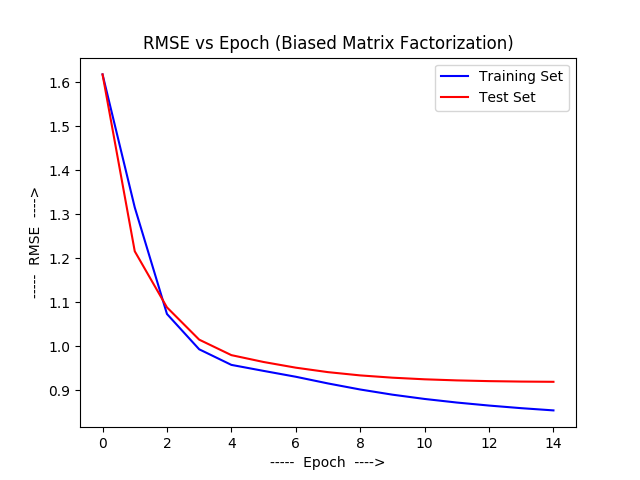 RMSE vs Epoch (Biased Matrix Factorization)
Training Set
Test Set
1.6
1.5
1.4
1.3
1.2
1.1
1.0
0.9
----- RMSE ---->
0 2 4 6 8 10 12 14
----- Epoch ---->